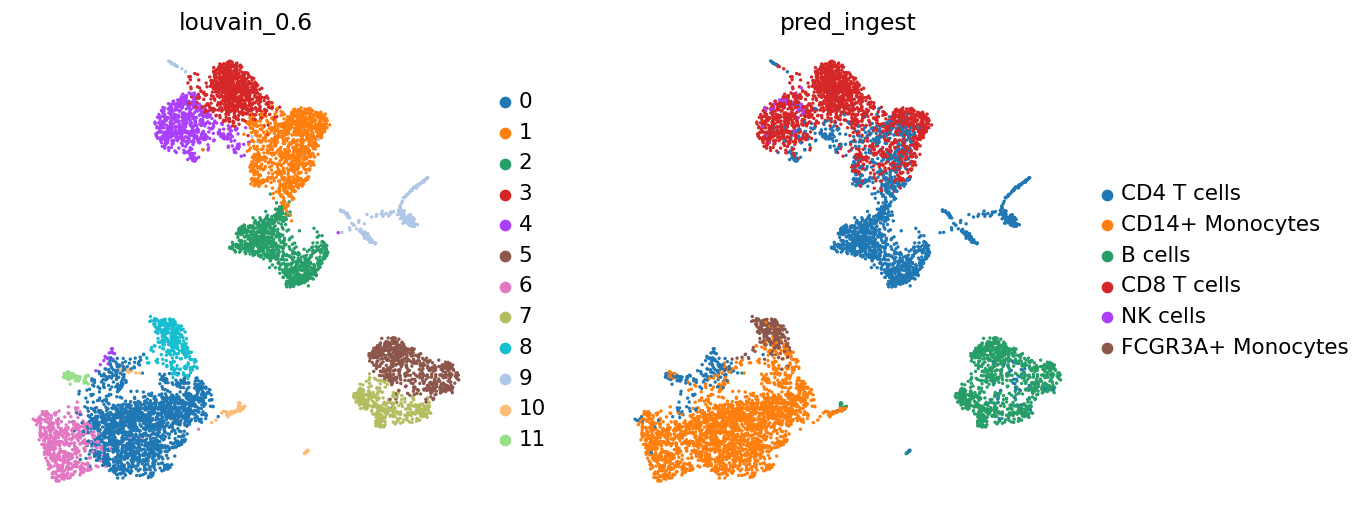 louvain_0.6
0
1
2
3
4
5
6
7
8
9
10
11
pred_ingest
CD4 T cells
CD14+ Monocytes
B cells
CD8 T cells
NK cells
FCGR3A+ Monocytes